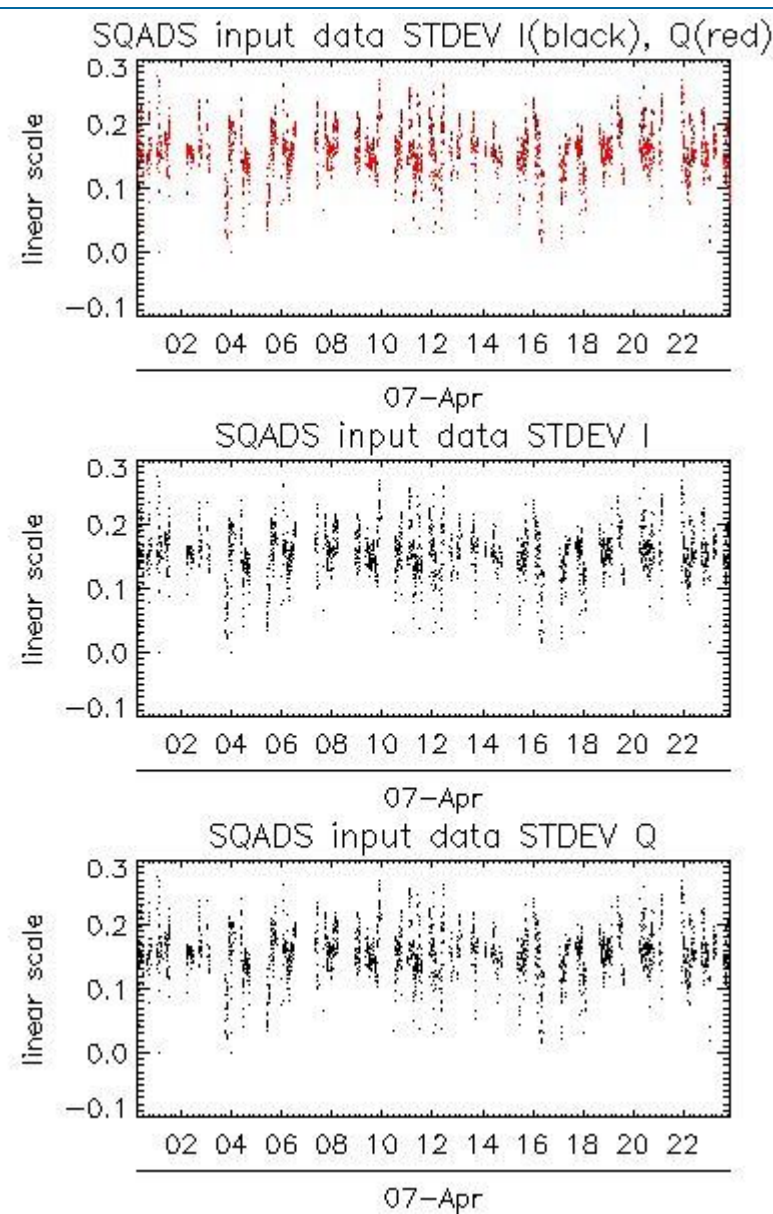 SQADS input data STDEV I(black), Q(red)
0.3
0.2
0.1
0.0
−0.1
linear scale
02 04 06 08 10 12 14 16 18 20 22
07−Apr
SQADS input data STDEV I
0.3
0.2
0.1
0.0
−0.1
linear scale
02 04 06 08 10 12 14 16 18 20 22
07−Apr
SQADS input data STDEV Q
0.3
0.2
0.1
0.0
−0.1
linear scale
02 04 06 08 10 12 14 16 18 20 22
07−Apr